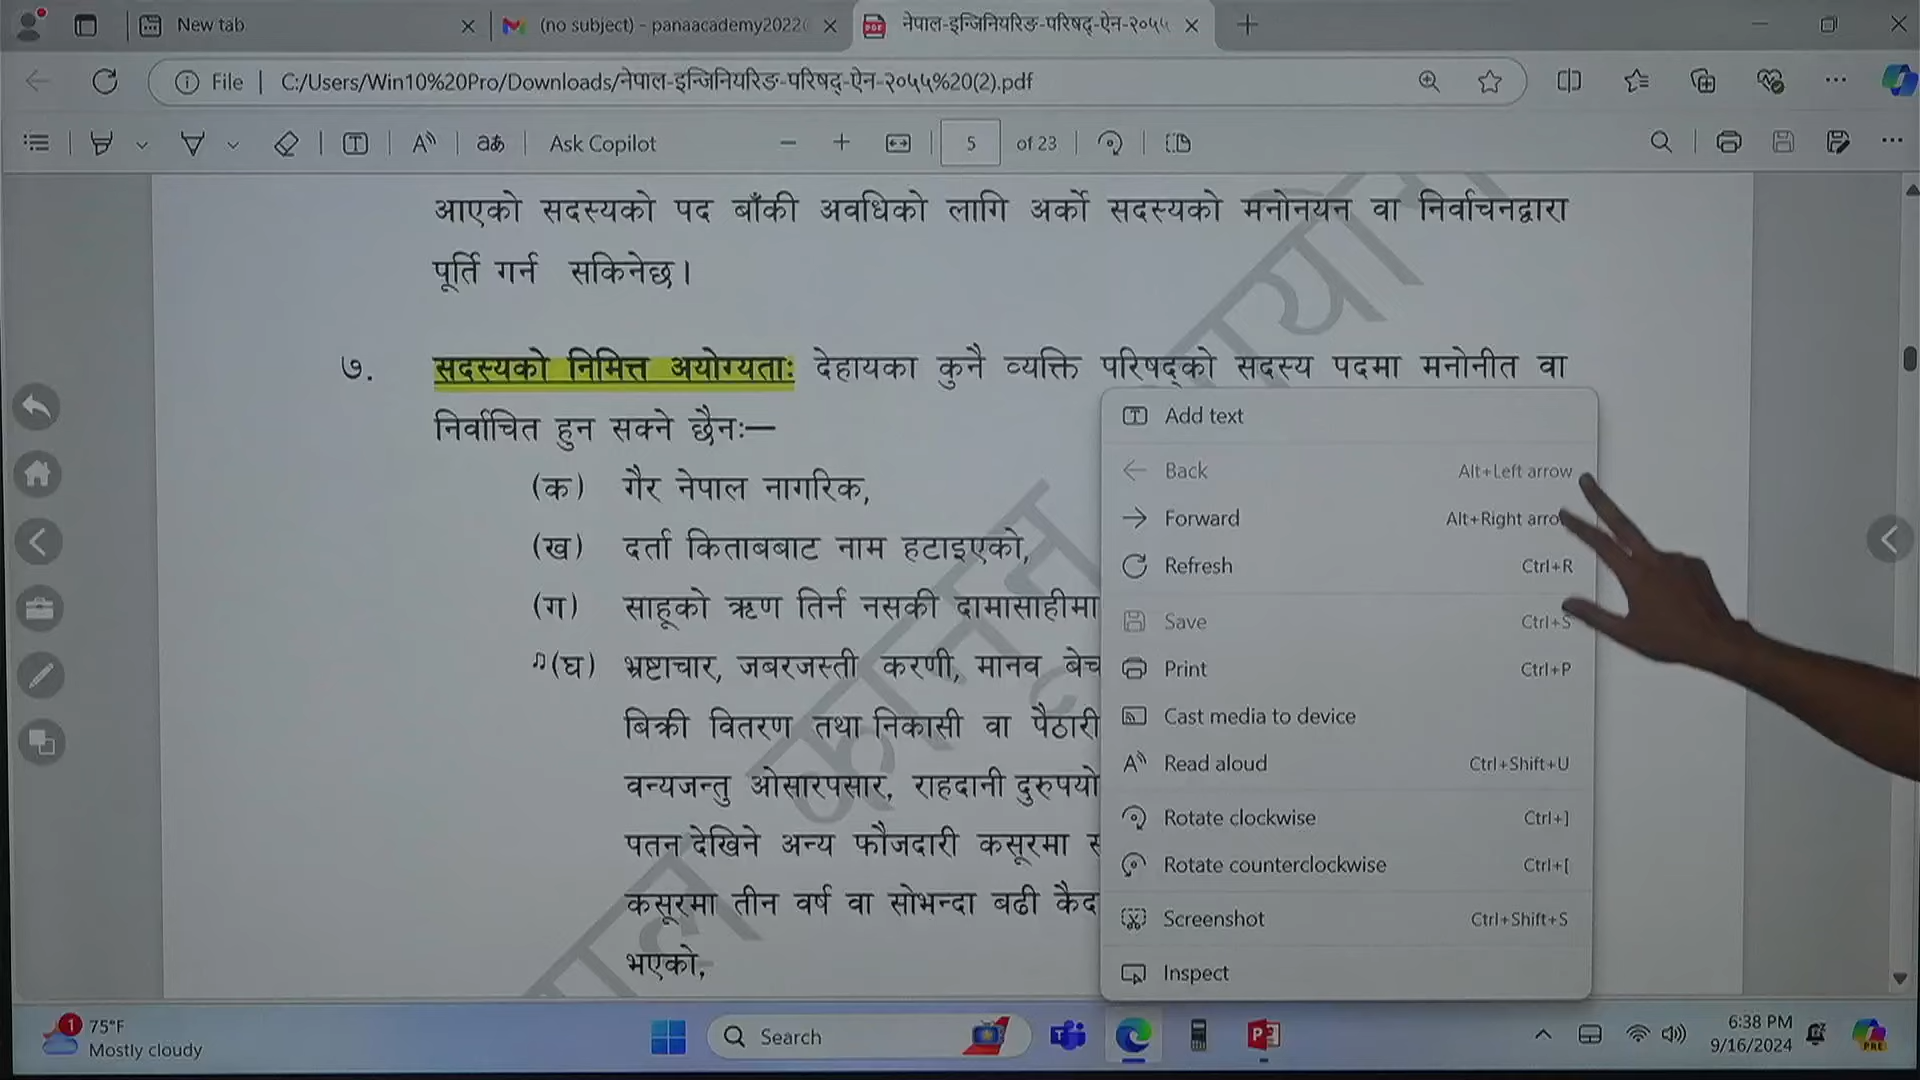 New tab
(no subject) - panaacademy2022
नेपाल-इन्जिनियरिङ-परिषद्-ऐन-२०५५
File | C:/Users/Win10%20Pro/Downloads/नेपाल-इन्जिनियरिङ-परिषद्-ऐन-२०५५%20(2).pdf
Ask Copilot
5 of 23
आएको सदस्यको पद बाँकी अवधिको लागि अर्को सदस्यको मनोनयन वा निर्वाचनद्वारा
पूर्ति गर्न सकिनेछ।
७. सदस्यको निमित्त अयोग्यताः देहायका कुनै व्यक्ति परिषद्को सदस्य पदमा मनोनीत वा
निर्वाचित हुन सक्ने छैनः—
(क) गैर नेपाल नागरिक,
(ख) दर्ता किताबबाट नाम हटाइएको,
(ग) साहूको ऋण तिर्न नसकी दामासाहीमा
(घ) भ्रष्टाचार, जबरजस्ती करणी, मानव बेच
बिक्री वितरण तथा निकासी वा पैठारी
वन्यजन्तु ओसारपसार, राहदानी दुरुपयो
पतन देखिने अन्य फौजदारी कसूरमा
कसूरमा तीन वर्ष वा सोभन्दा बढी कैद
भएको,
Add text
Back Alt+Left arrow
Forward Alt+Right arro
Refresh Ctrl+R
Save Ctrl+S
Print Ctrl+P
Cast media to device
Read aloud Ctrl+Shift+U
Rotate clockwise Ctrl+]
Rotate counterclockwise Ctrl+[
Screenshot Ctrl+Shift+S
Inspect
1
75°F
Mostly cloudy
Search
6:38 PM
9/16/2024